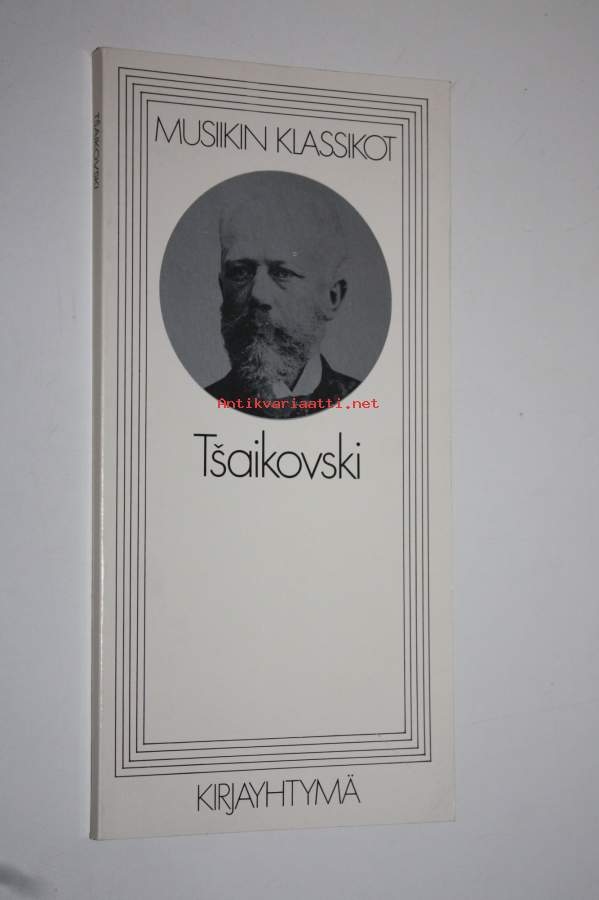 TŠAIKOVSKI
MUSIIKIN KLASSIKOT
Antikvariaatti.net
Tšaikovski
KIRJAYHTYMÄ